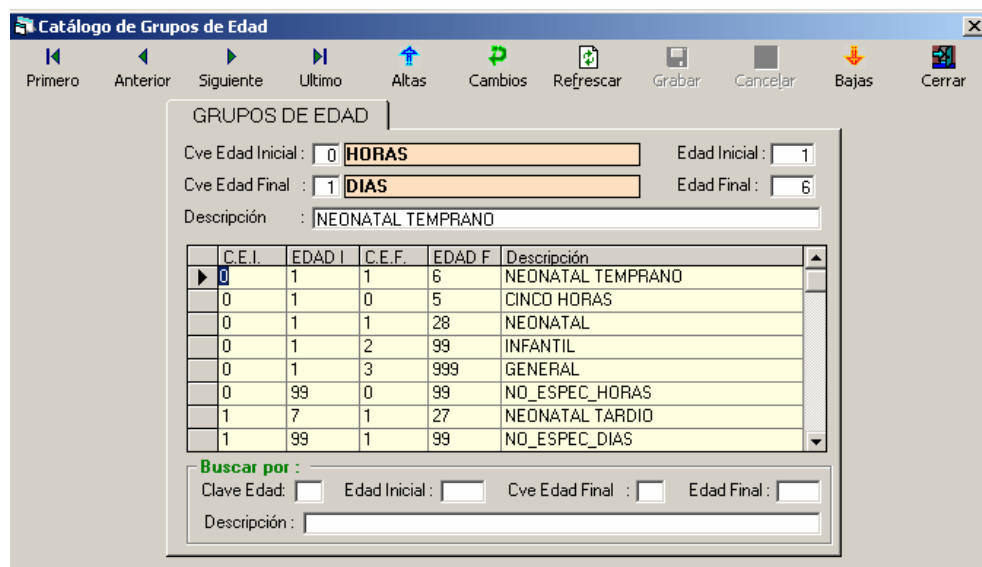 Catálogo de Grupos de Edad
Primero Anterior Siguiente Ultimo Altas Cambios Refrescar Grabar Cancelar Bajas Cerrar
GRUPOS DE EDAD
Cve Edad Inicial : 0 HORAS Edad Inicial : 1
Cve Edad Final : 1 DIAS Edad Final : 6
Descripción : NEONATAL TEMPRANO
C.E.I. EDAD I C.E.F. EDAD F Descripción
0 1 1 6 NEONATAL TEMPRANO
0 1 0 5 CINCO HORAS
0 1 1 28 NEONATAL
0 1 2 99 INFANTIL
0 1 3 999 GENERAL
0 99 0 99 NO_ESPEC_HORAS
1 7 1 27 NEONATAL TARDIO
1 99 1 99 NO_ESPEC_DIAS
Buscar por :
Clave Edad: Edad Inicial : Cve Edad Final : Edad Final :
Descripción :